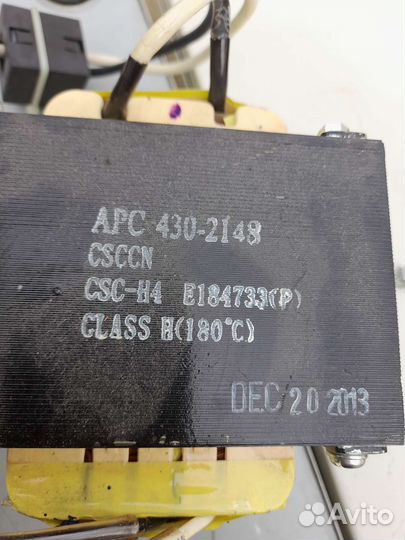 APC 430-2148
CSCCN
CSC-H4 E184733(P)
CLASS H(180°C)
DEC 20 2013
Avito